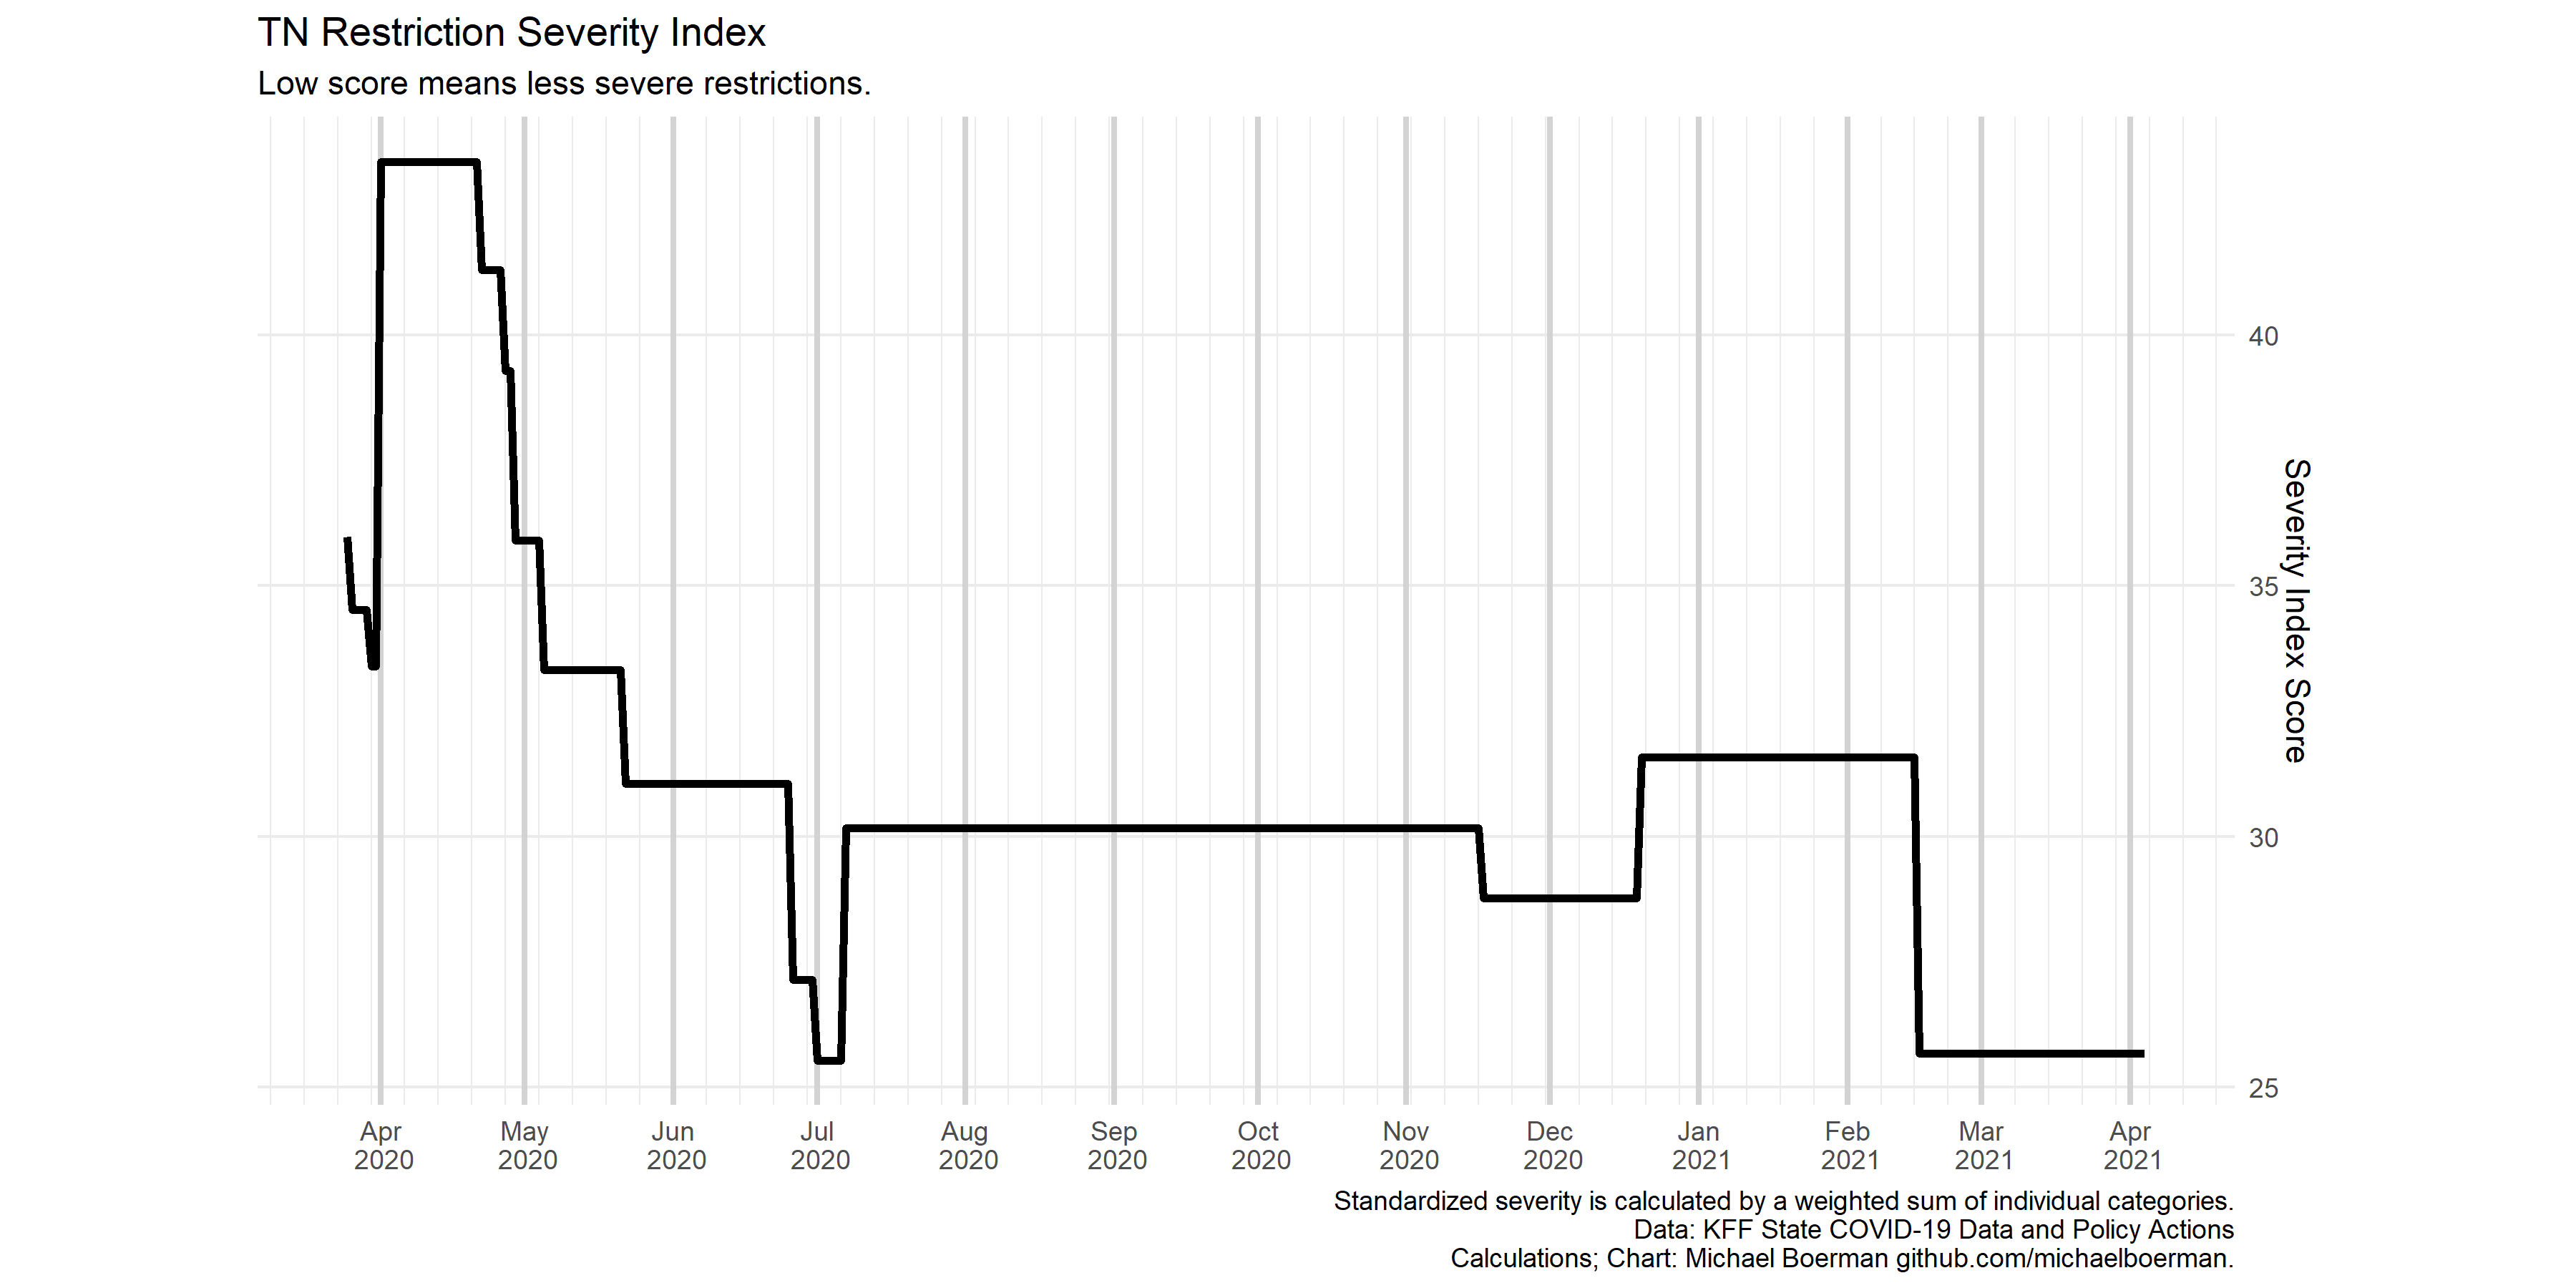 TN Restriction Severity Index
Low score means less severe restrictions.
40
35
30
25
Severity Index Score
Apr 2020
May 2020
Jun 2020
Jul 2020
Aug 2020
Sep 2020
Oct 2020
Nov 2020
Dec 2020
Jan 2021
Feb 2021
Mar 2021
Apr 2021
Standardized severity is calculated by a weighted sum of individual categories.
Data: KFF State COVID-19 Data and Policy Actions
Calculations; Chart: Michael Boerman github.com/michaelboerman.